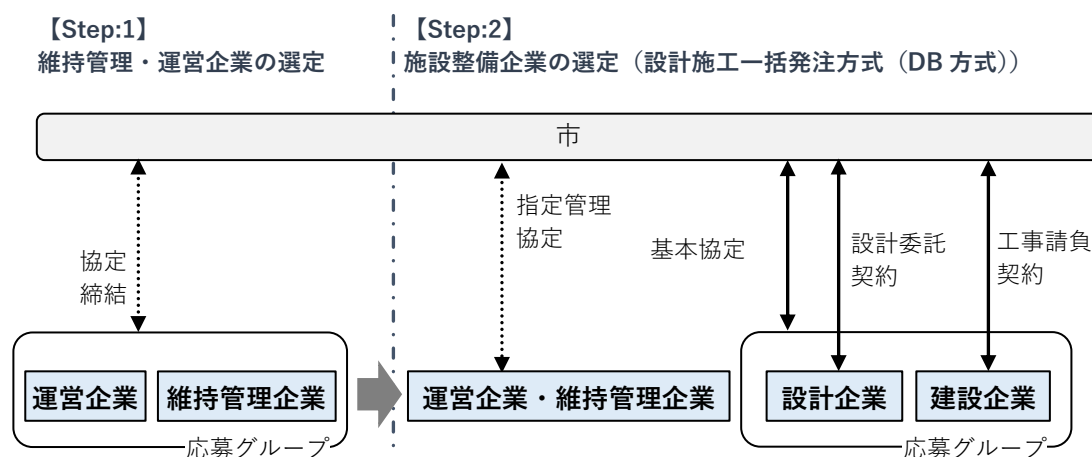 【Step:1】
維持管理・運営企業の選定
【Step:2】
施設整備企業の選定（設計施工一括発注方式（DB 方式））
市
協定
締結
指定管理
協定
基本協定
設計委託
契約
工事請負
契約
運営企業
維持管理企業
応募グループ
運営企業・維持管理企業
設計企業
建設企業
応募グループ